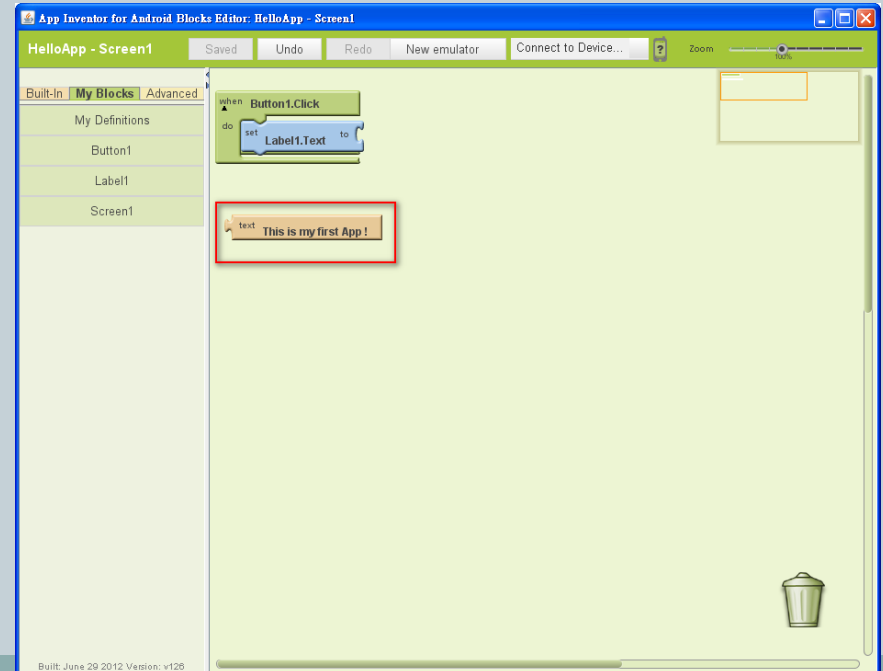 App Inventor for Android Blocks Editor: HelloApp - Screen1
HelloApp - Screen1 Saved Undo Redo New emulator Connect to Device... ? Zoom 100%
Built-In My Blocks Advanced
My Definitions
Button1
Label1
Screen1
when Button1.Click
do set Label1.Text to
text This is my first App !
Built: June 29 2012 Version: v126